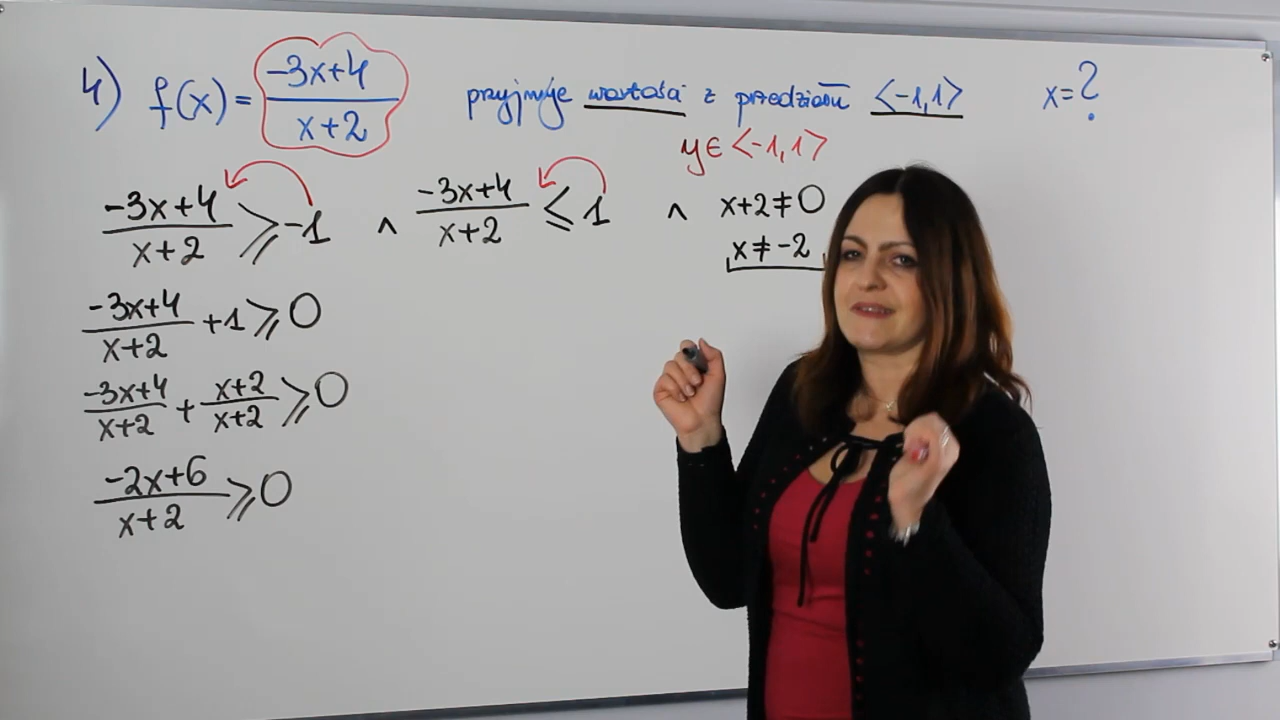 4) f(x) = (-3x+4)/(x+2) przyjmuje wartości z przedziału <-1,1> x=?
y∈<-1,1>
(-3x+4)/(x+2) ⩾ -1 ∧ (-3x+4)/(x+2) ≤ 1 ∧ x+2≠0
x≠-2
(-3x+4)/(x+2) +1 ⩾ 0
(-3x+4)/(x+2) + (x+2)/(x+2) ⩾ 0
(-2x+6)/(x+2) ⩾ 0